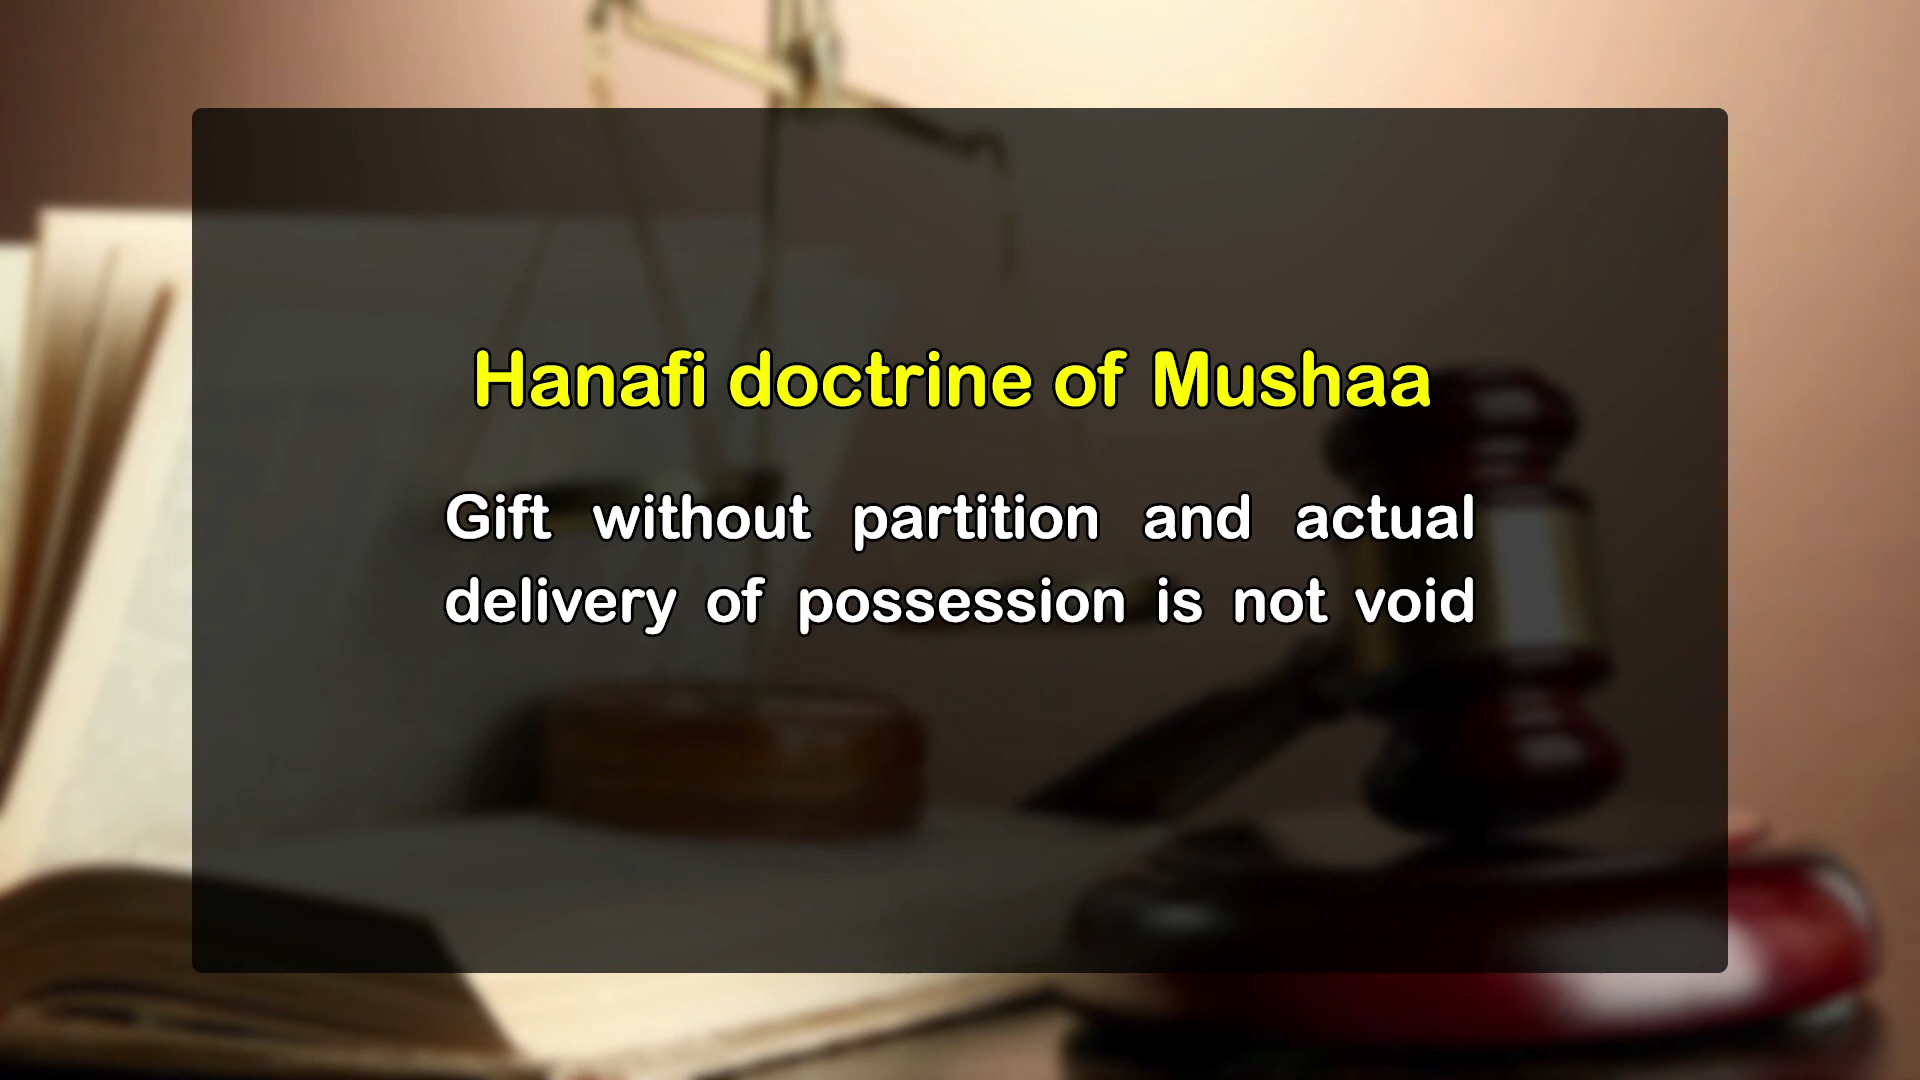 Hanafi doctrine of Mushaa
Gift without partition and actual
delivery of possession is not void